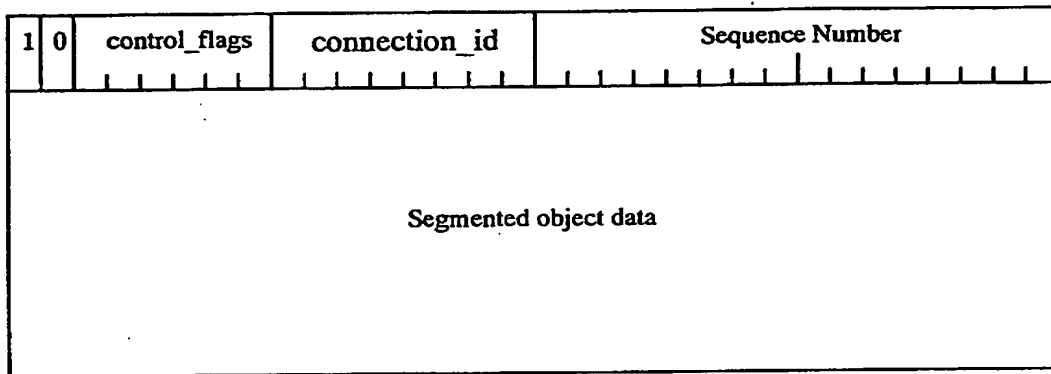 1 0 control_flags connection_id Sequence Number
Segmented object data